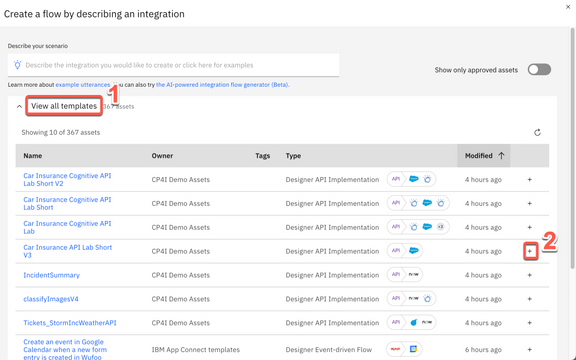 Create a flow by describing an integration
Describe your scenario
Describe the integration you would like to create or click here for examples
Show only approved assets
Learn more about example utterances. You can also try the AI-powered integration flow generator (Beta).
1
View all templates 367 assets
Showing 10 of 367 assets
Name Owner Tags Type Modified
Car Insurance Cognitive API
Lab Short V2
CP4I Demo Assets Designer API Implementation API 4 hours ago +
Car Insurance Cognitive API
Lab Short
CP4I Demo Assets Designer API Implementation API 4 hours ago +
Car Insurance Cognitive API
Lab
CP4I Demo Assets Designer API Implementation API +3 4 hours ago +
Car Insurance API Lab Short
V3
CP4I Demo Assets Designer API Implementation API 4 hours ago +
2
IncidentSummary CP4I Demo Assets Designer API Implementation API now 4 hours ago +
classifyImagesV4 CP4I Demo Assets Designer API Implementation API now 4 hours ago +
Tickets_StormIncWeatherAPI CP4I Demo Assets Designer API Implementation API now 4 hours ago +
Create an event in Google
Calendar when a new form
entry is created in Wufoo
IBM App Connect templates Designer Event-driven Flow 6 hours ago +